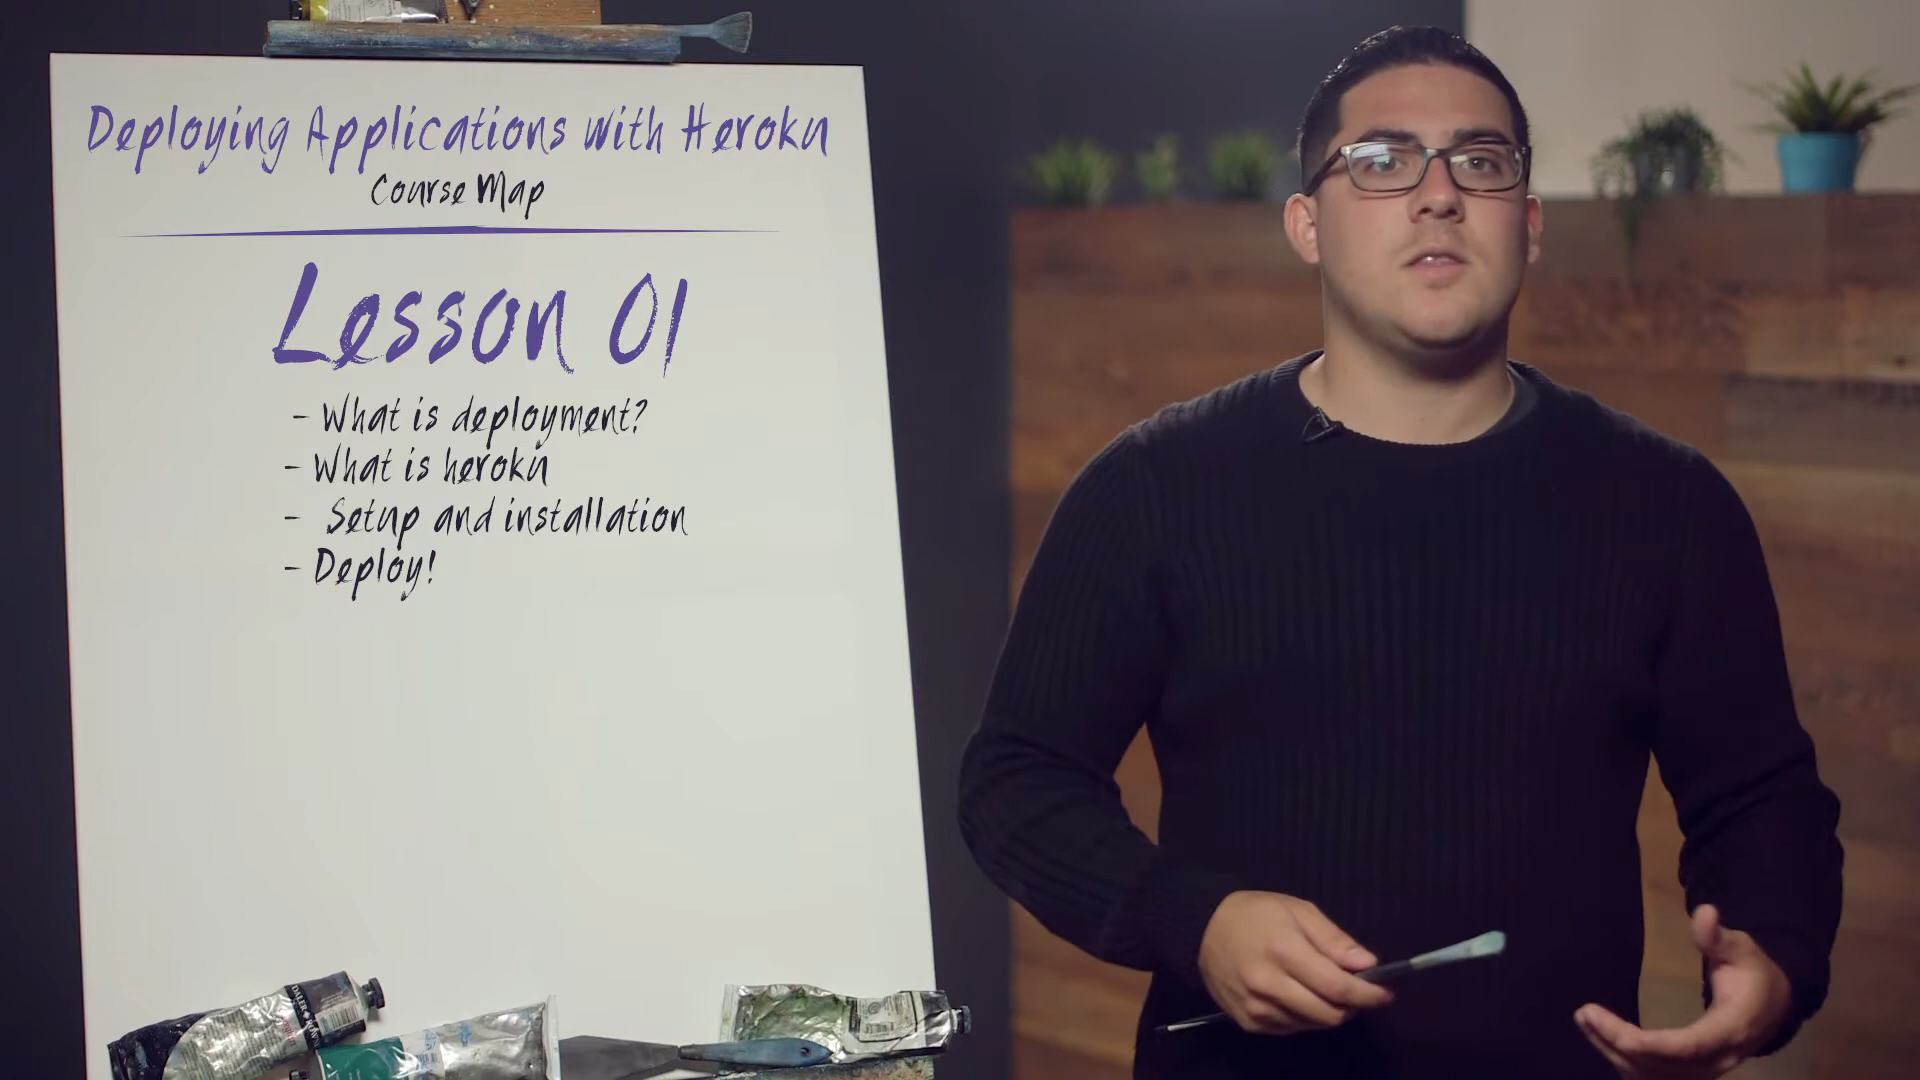 Deploying Applications with Heroku
Course Map
Lesson 01
- What is deployment?
- What is heroku
- Setup and installation
- Deploy!